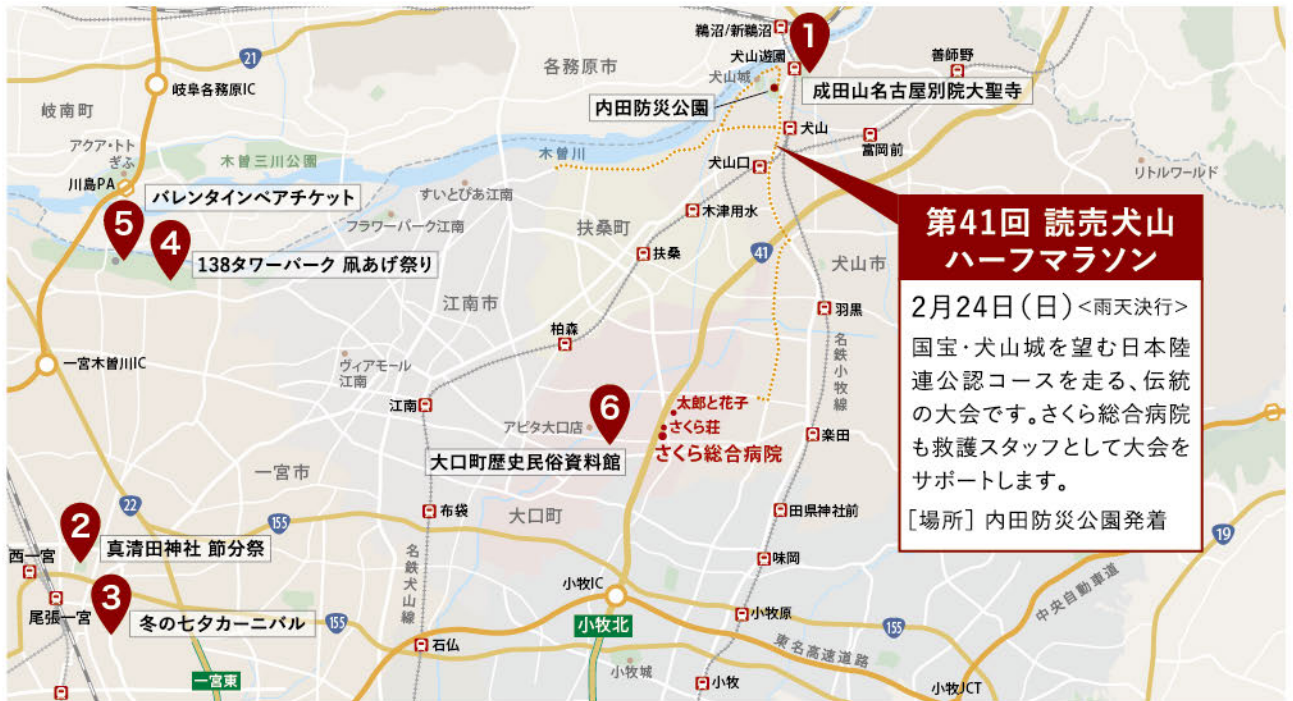 鵜沼/新鵜沼
1
犬山遊園
善師野
21
各務原市
犬山城
成田山名古屋別院大聖寺
岐阜各務原IC
内田防災公園
岐南町
犬山
富岡前
アクア・トト
ぎふ
木曽三川公園
木曽川
犬山口
リトルワールド
川島PA
バレンタインペアチケット
すいとぴあ江南
木津用水
5
フラワーパーク江南
扶桑町
4
138タワーパーク 凧あげ祭り
扶桑
41
犬山市
第41回 読売犬山
ハーフマラソン
2月24日(日)<雨天決行>
国宝・犬山城を望む日本陸
連公認コースを走る、伝統
の大会です。さくら総合病院
も救護スタッフとして大会を
サポートします。
[場所] 内田防災公園発着
江南市
羽黒
柏森
名鉄小牧線
一宮木曽川IC
ヴィアモール
江南
江南
6
太郎と花子
アピタ大口店
さくら荘
さくら総合病院
楽田
大口町歴史民俗資料館
一宮市
22
155
布袋
大口町
田県神社前
19
2
真清田神社 節分祭
西一宮
名鉄犬山線
味岡
中央自動車道
小牧IC
3
尾張一宮
冬の七夕カーニバル
155
小牧北
小牧原
155
石仏
東名高速道路
小牧城
一宮東
小牧
小牧JCT